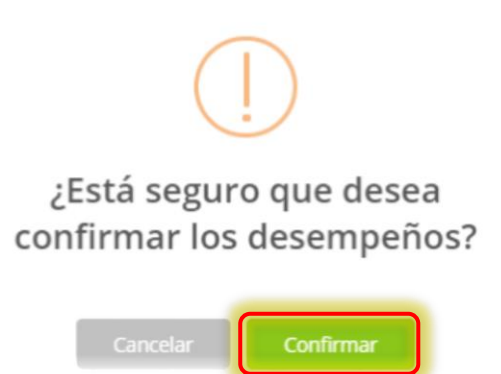 ¿Está seguro que desea
confirmar los desempeños?
Cancelar Confirmar